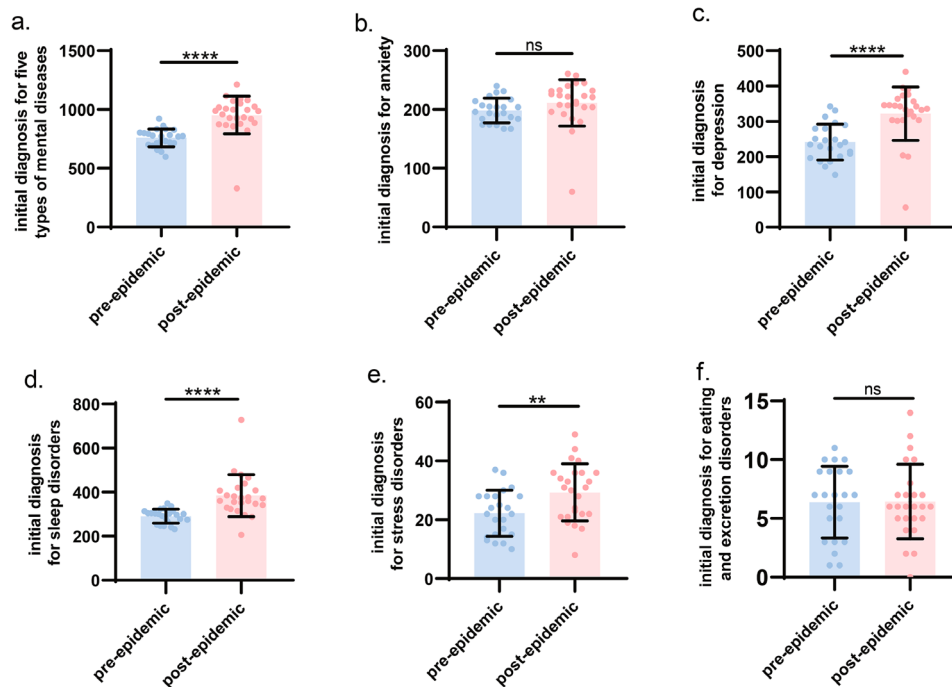 a.
initial diagnosis for five
types of mental diseases
1500
1000
500
0
****
pre-epidemic
post-epidemic
b.
initial diagnosis for anxiety
300
200
100
0
ns
pre-epidemic
post-epidemic
c.
initial diagnosis
for depression
500
400
300
200
100
0
****
pre-epidemic
post-epidemic
d.
initial diagnosis
for sleep disorders
800
600
400
200
0
****
pre-epidemic
post-epidemic
e.
initial diagnosis
for stress disorders
60
40
20
0
**
pre-epidemic
post-epidemic
f.
initial diagnosis for eating
and excretion disorders
15
10
5
0
ns
pre-epidemic
post-epidemic